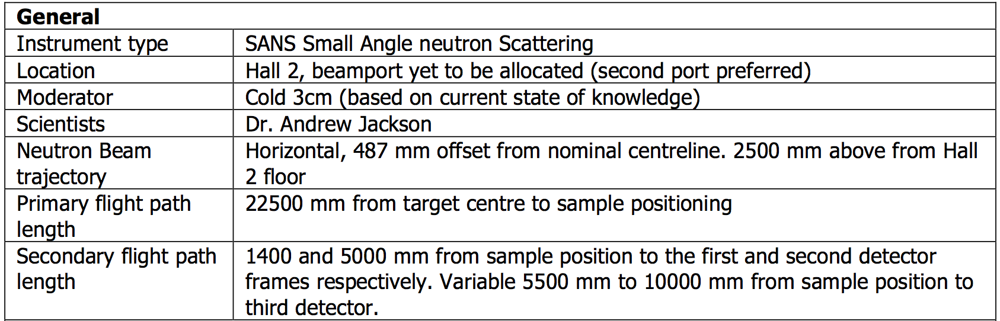 General
Instrument type
SANS Small Angle neutron Scattering
Location
Hall 2, beamport yet to be allocated (second port preferred)
Moderator
Cold 3cm (based on current state of knowledge)
Scientists
Dr. Andrew Jackson
Neutron Beam
trajectory
Horizontal, 487 mm offset from nominal centreline. 2500 mm above from Hall
2 floor
Primary flight path
length
22500 mm from target centre to sample positioning
Secondary flight path
length
1400 and 5000 mm from sample position to the first and second detector
frames respectively. Variable 5500 mm to 10000 mm from sample position to
third detector.